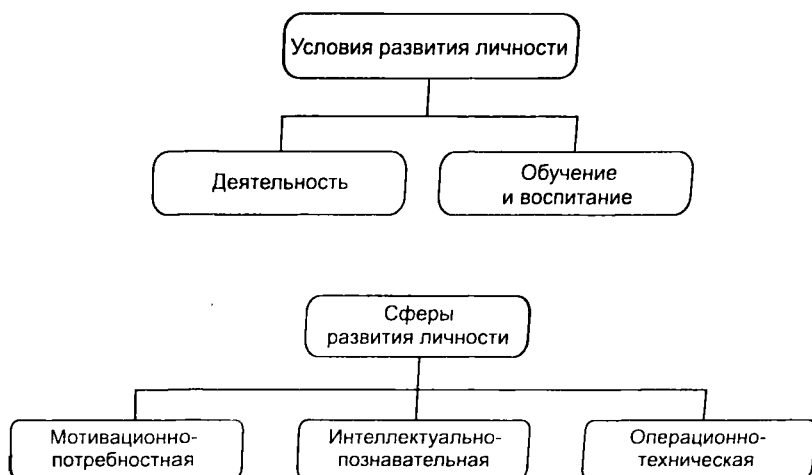 Условия развития личности
Деятельность
Обучение
и воспитание
Сферы
развития личности
Мотивационно-
потребностная
Интеллектуально-
познавательная
Операционно-
техническая